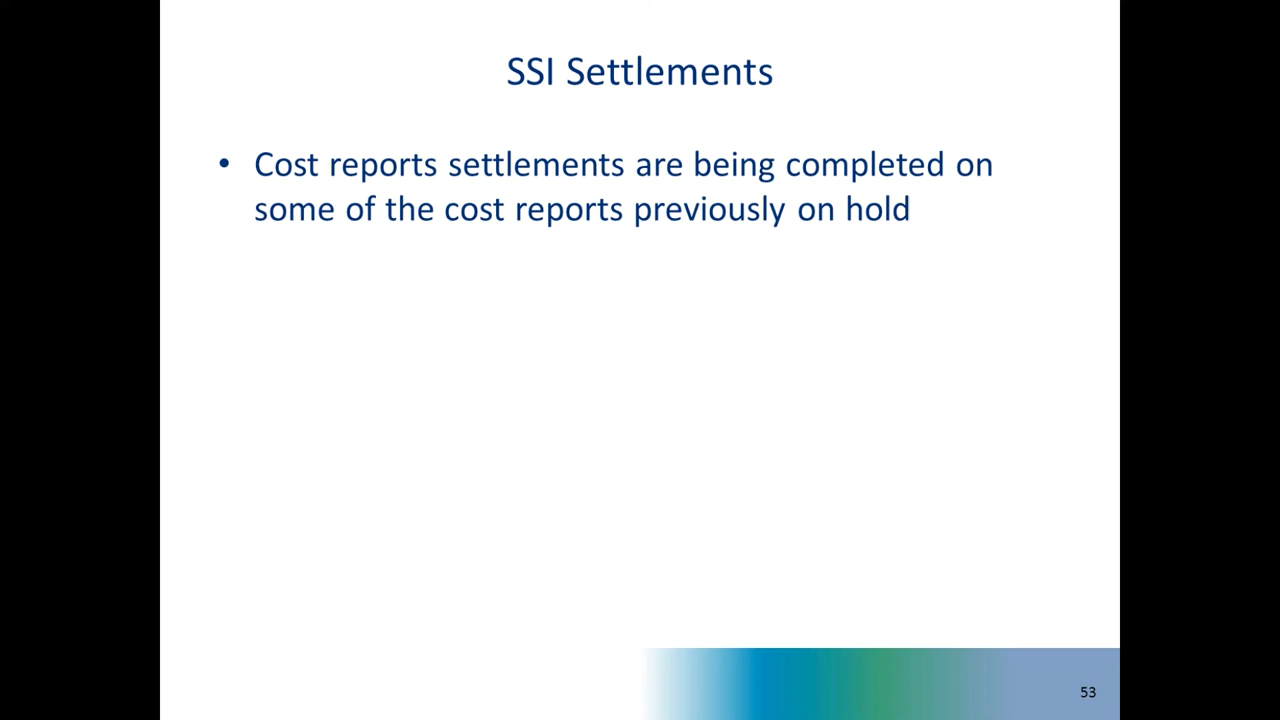 SSI Settlements
• Cost reports settlements are being completed on
some of the cost reports previously on hold
53